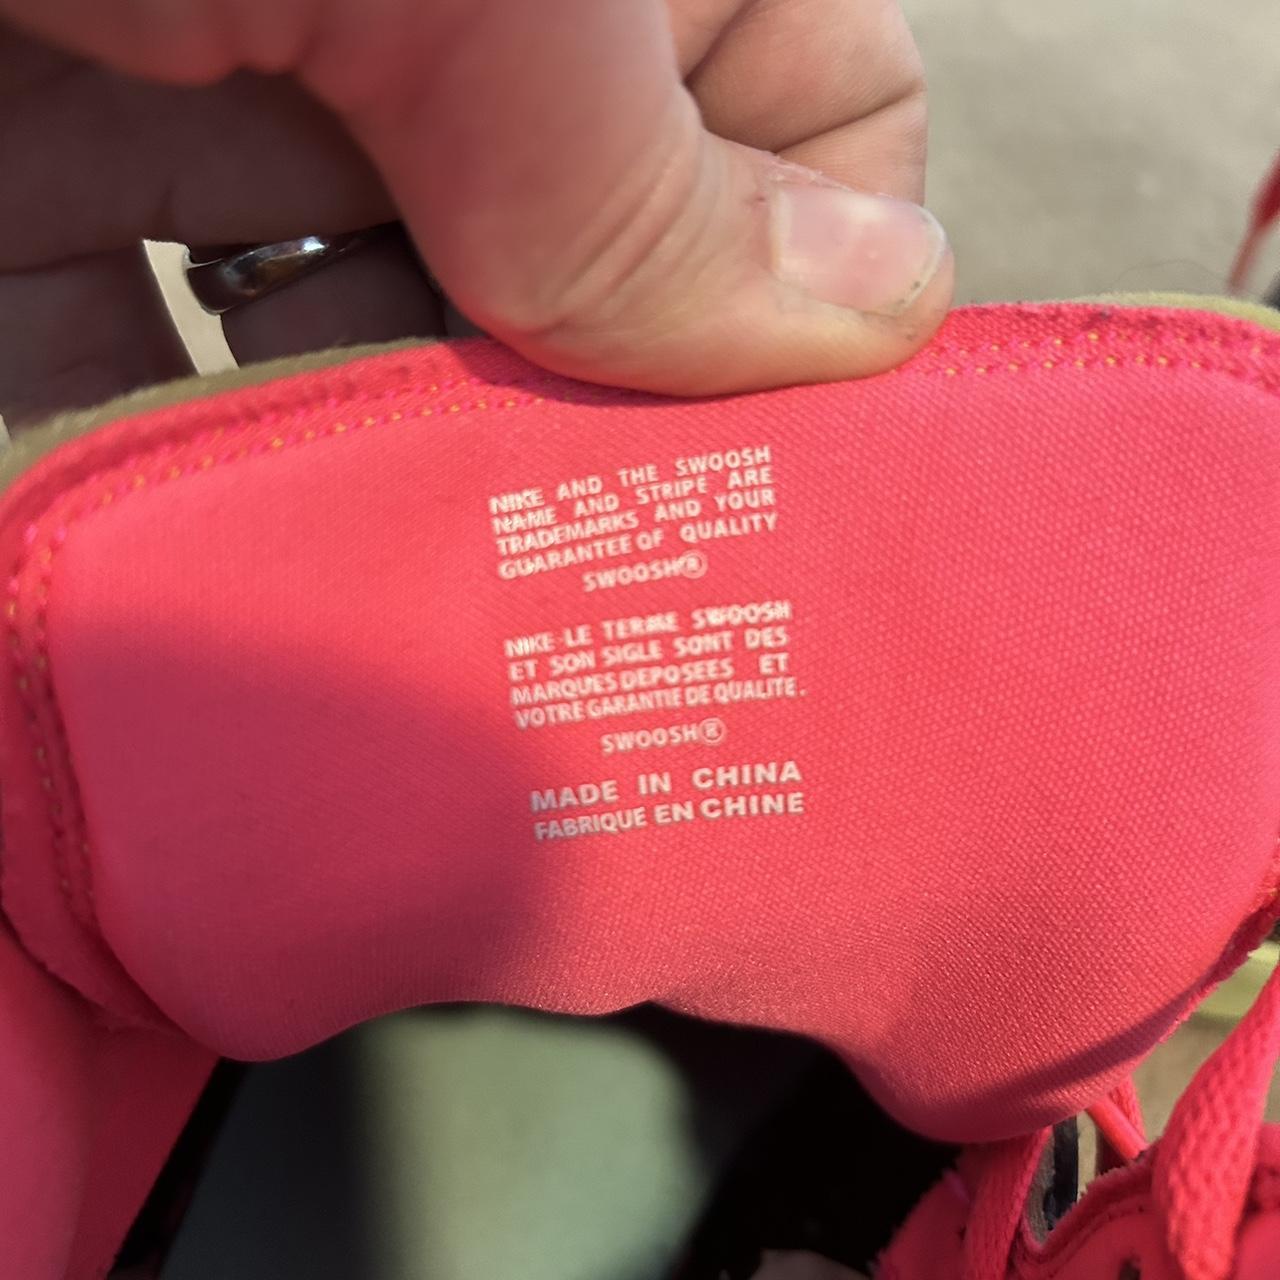 NIKE AND THE SWOOSH
NAME AND STRIPE ARE
TRADEMARKS AND YOUR
GUARANTEE OF QUALITY
SWOOSH®
NIKE LE TERME SWOOSH
ET SON SIGLE SONT DES
MARQUES DEPOSEES ET
VOTRE GARANTIE DE QUALITE.
SWOOSH®
MADE IN CHINA
FABRIQUE EN CHINE